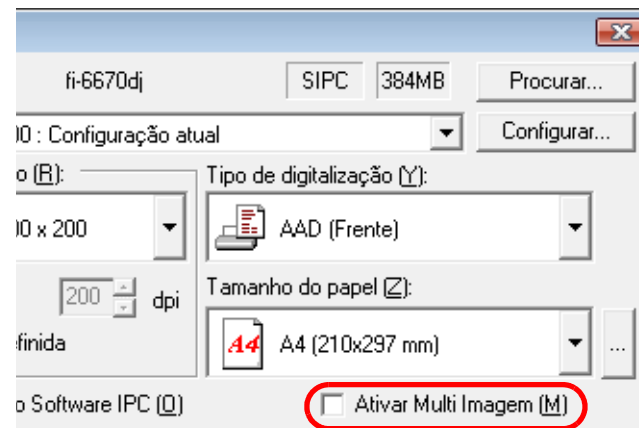 fi-6670dj SIPC 384MB Procurar...
00 : Configuração atual Configurar...
o (R): Tipo de digitalização (Y):
00 x 200 AAD (Frente)
200 dpi Tamanho do papel (Z):
efinida A4 A4 (210x297 mm) ...
o Software IPC (O) Ativar Multi Imagem (M)